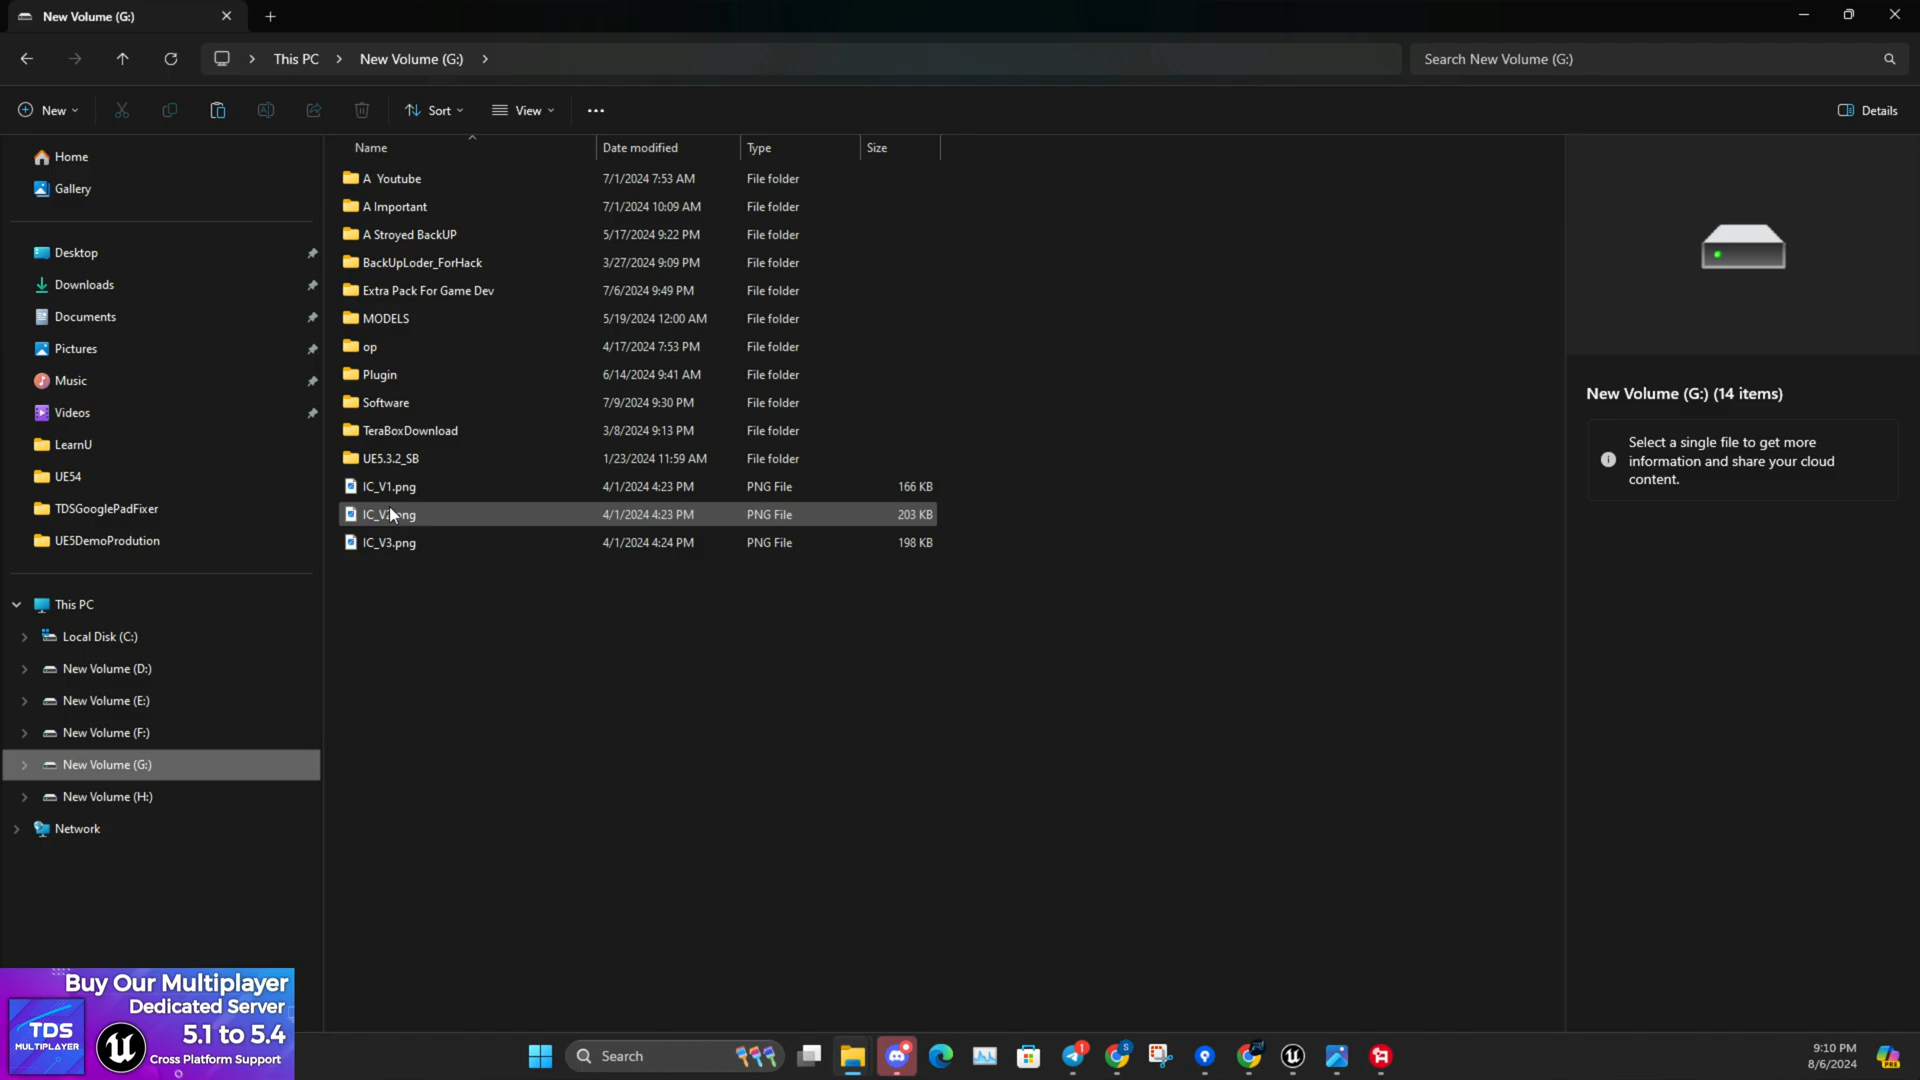 New Volume (G:)
This PC
New Volume (G:)
Search New Volume (G:)
New
Sort
View
Details
Home
Gallery
Desktop
Downloads
Documents
Pictures
Music
Videos
LearnU
UE54
TDSGooglePadFixer
UE5DemoProdution
This PC
Local Disk (C:)
New Volume (D:)
New Volume (E:)
New Volume (F:)
New Volume (G:)
New Volume (H:)
Network
Name Date modified Type Size
A Youtube 7/1/2024 7:53 AM File folder
A Important 7/1/2024 10:09 AM File folder
A Stroyed BackUP 5/17/2024 9:22 PM File folder
BackUpLoder_ForHack 3/27/2024 9:09 PM File folder
Extra Pack For Game Dev 7/6/2024 9:49 PM File folder
MODELS 5/19/2024 12:00 AM File folder
op 4/17/2024 7:53 PM File folder
Plugin 6/14/2024 9:41 AM File folder
Software 7/9/2024 9:30 PM File folder
TeraBoxDownload 3/8/2024 9:13 PM File folder
UE5.3.2_SB 1/23/2024 11:59 AM File folder
IC_V1.png 4/1/2024 4:23 PM PNG File 166 KB
IC_V2.png 4/1/2024 4:23 PM PNG File 203 KB
IC_V3.png 4/1/2024 4:24 PM PNG File 198 KB
New Volume (G:) (14 items)
Select a single file to get more
information and share your cloud
content.
Buy Our Multiplayer
Dedicated Server
5.1 to 5.4
Cross Platform Support
TDS
MULTIPLAYER
Search
1
S
PRE
9:10 PM
8/6/2024